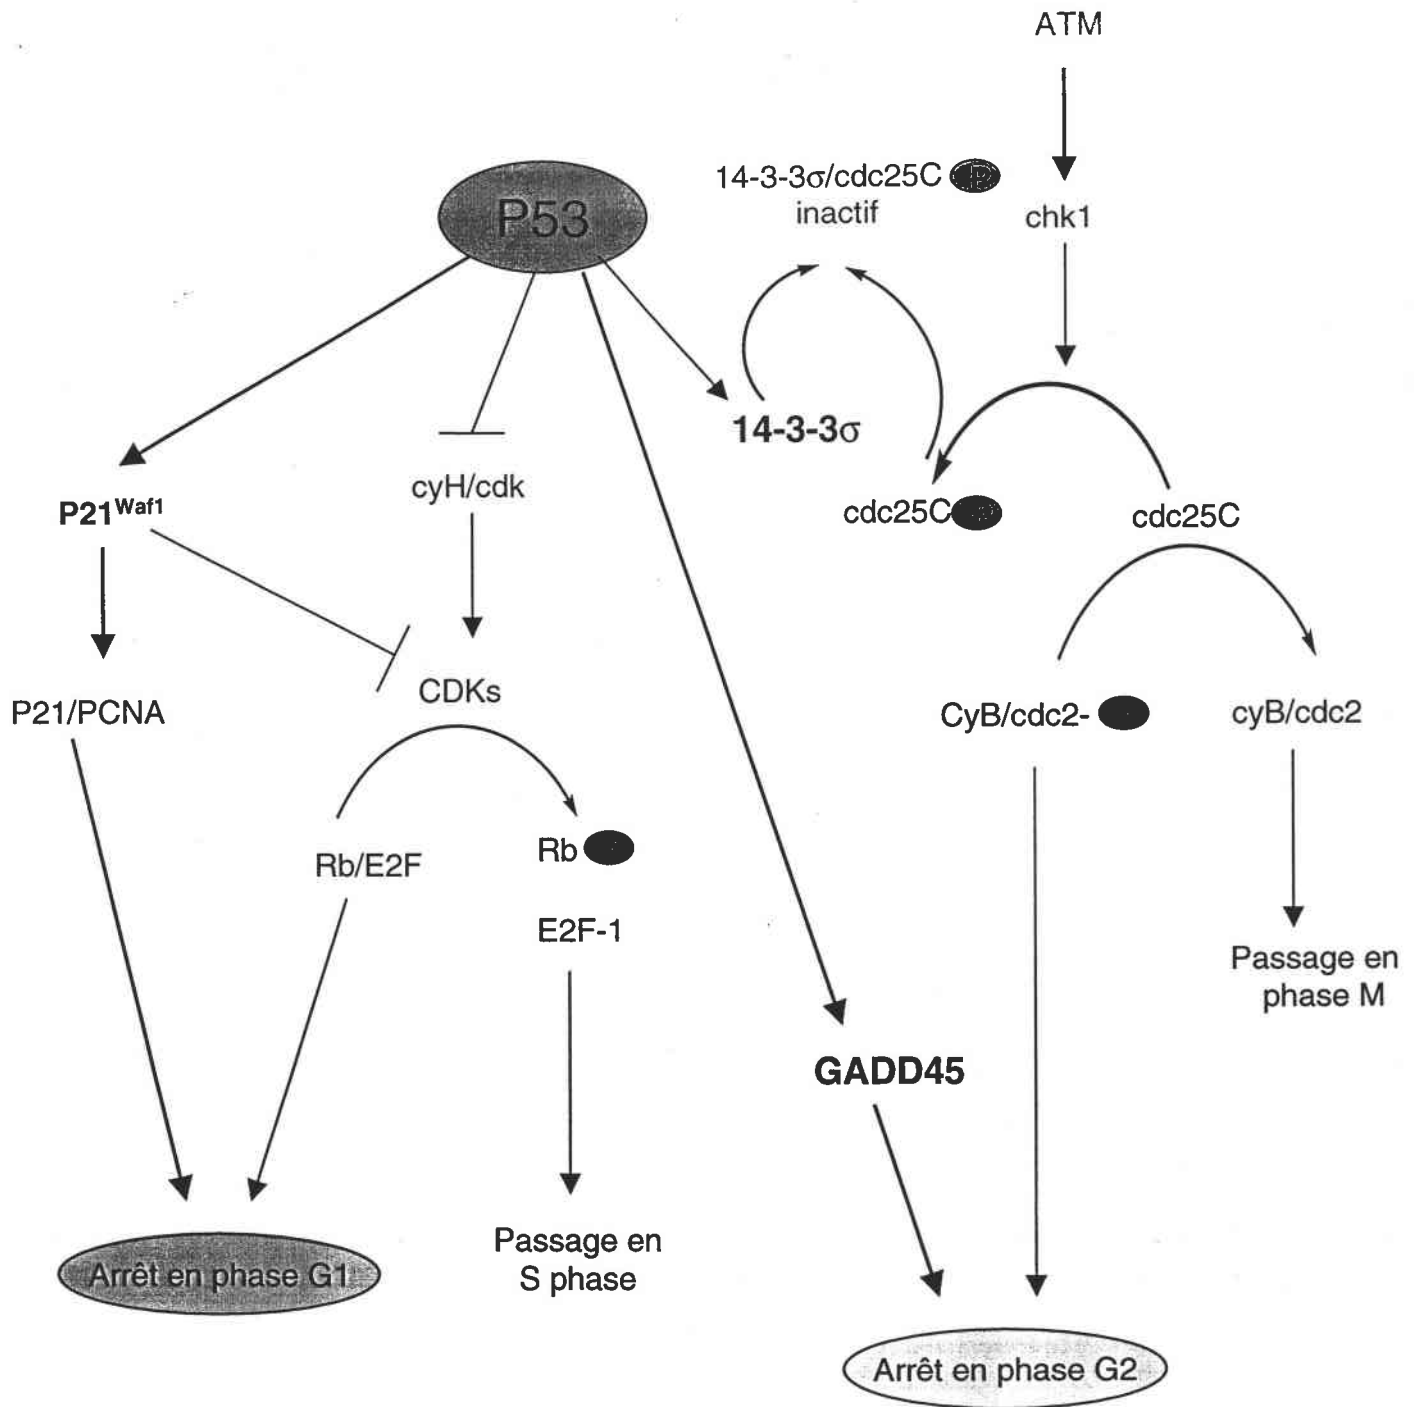 ATM
14-3-3σ/cdc25C P
inactif
chk1
P53
14-3-3σ
P21Waf1
cyH/cdk
cdc25C
cdc25C
P21/PCNA
CDKs
CyB/cdc2-
cyB/cdc2
Rb/E2F
Rb
E2F-1
Passage en
phase M
GADD45
Arrêt en phase G1
Passage en
S phase
Arrêt en phase G2